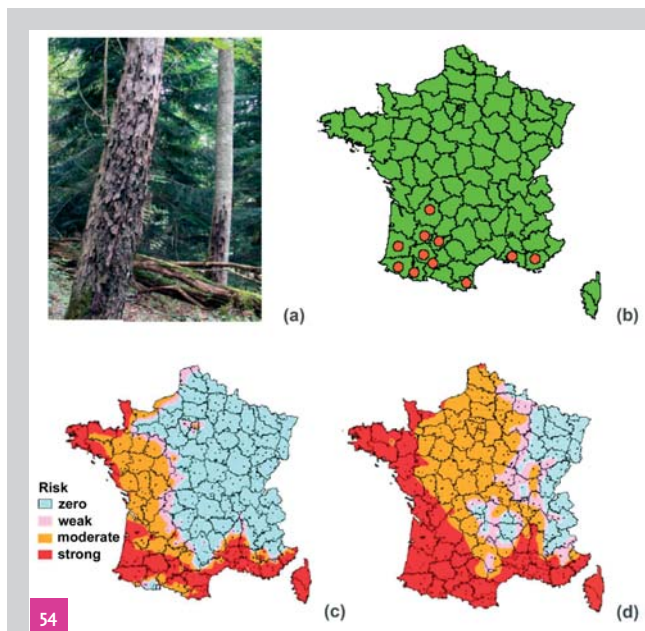 (a)
(b)
Risk
zero
weak
moderate
strong
(c)
(d)
54